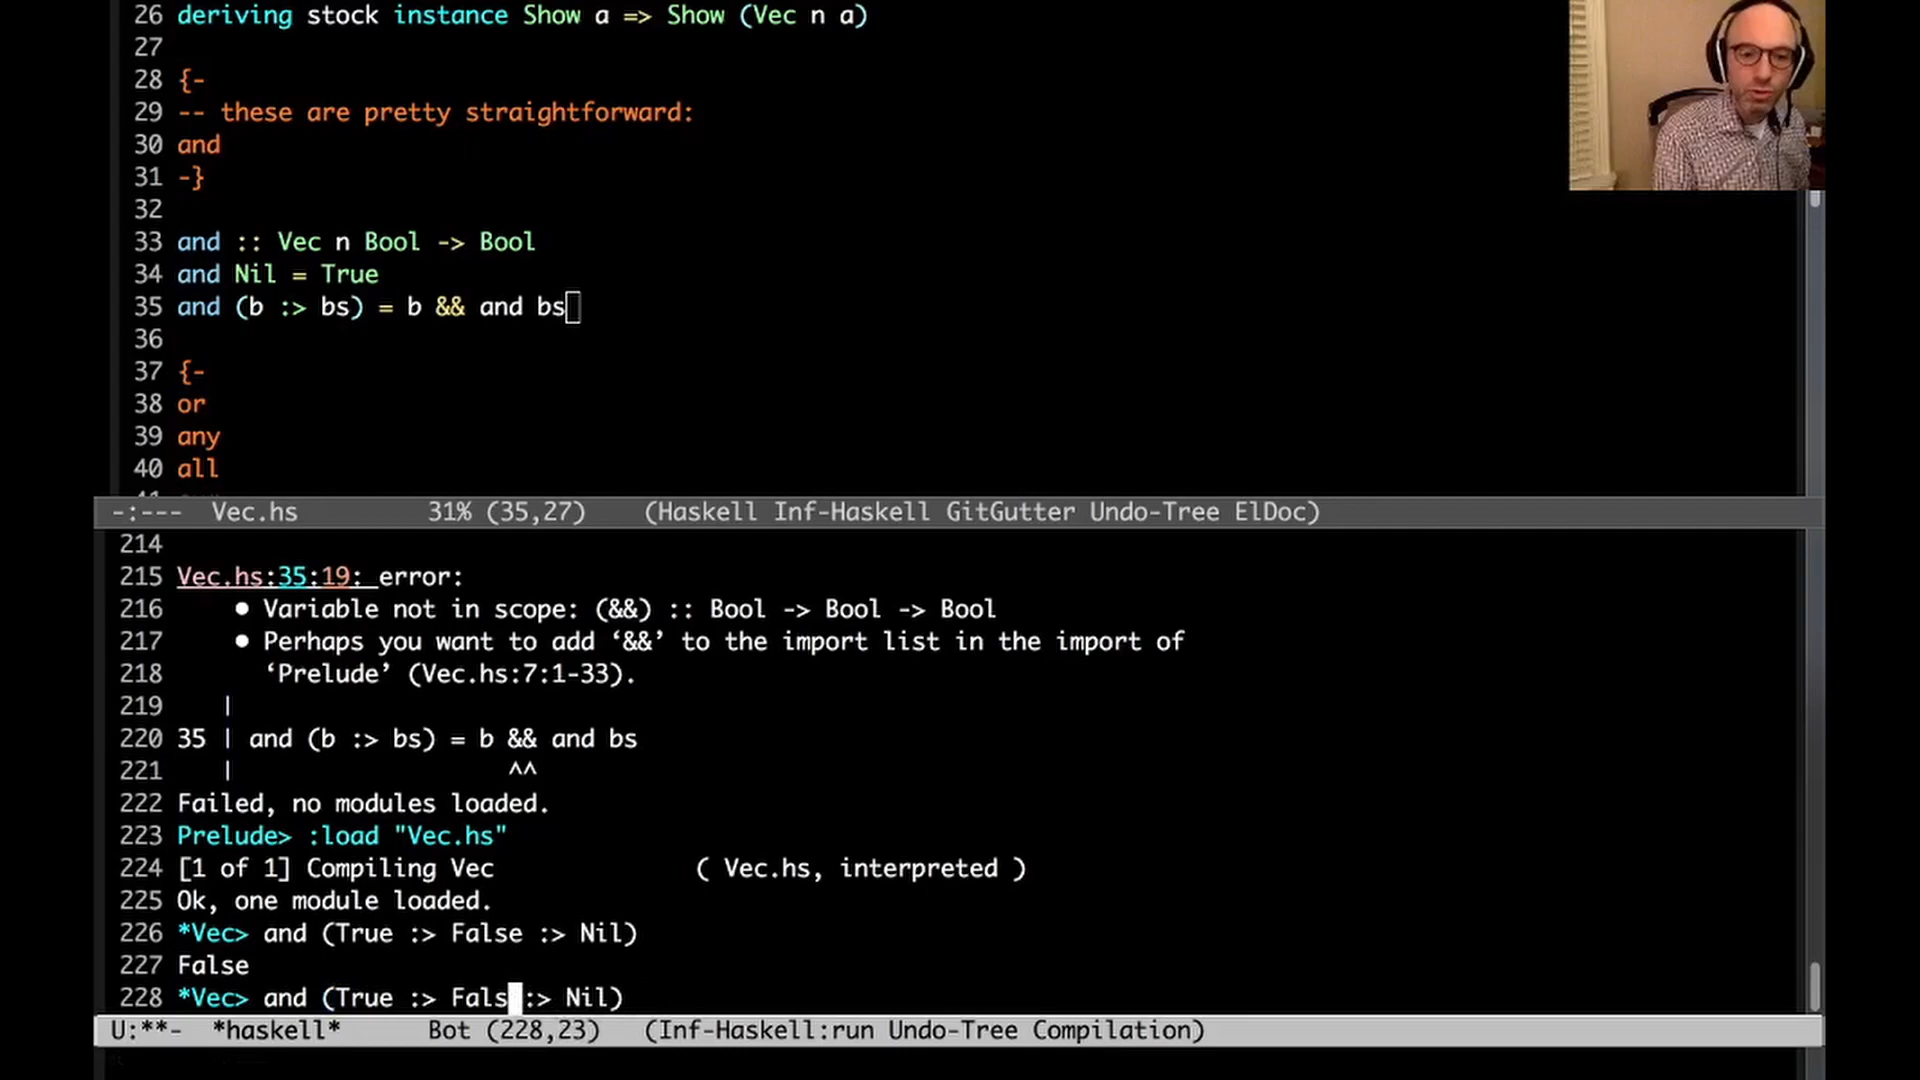 26 deriving stock instance Show a => Show (Vec n a)
27
28 {-
29 -- these are pretty straightforward:
30 and
31 -}
32
33 and :: Vec n Bool -> Bool
34 and Nil = True
35 and (b :> bs) = b && and bs
36
37 {-
38 or
39 any
40 all
-:---  Vec.hs         31% (35,27)    (Haskell Inf-Haskell GitGutter Undo-Tree ElDoc)
214
215 Vec.hs:35:19: error:
216     • Variable not in scope: (&&) :: Bool -> Bool -> Bool
217     • Perhaps you want to add ‘&&’ to the import list in the import of
218       ‘Prelude’ (Vec.hs:7:1-33).
219    |
220 35 | and (b :> bs) = b && and bs
221    |                   ^^
222 Failed, no modules loaded.
223 Prelude> :load "Vec.hs"
224 [1 of 1] Compiling Vec              ( Vec.hs, interpreted )
225 Ok, one module loaded.
226 *Vec> and (True :> False :> Nil)
227 False
228 *Vec> and (True :> Fals :> Nil)
U:**-  *haskell*      Bot (228,23)   (Inf-Haskell:run Undo-Tree Compilation)